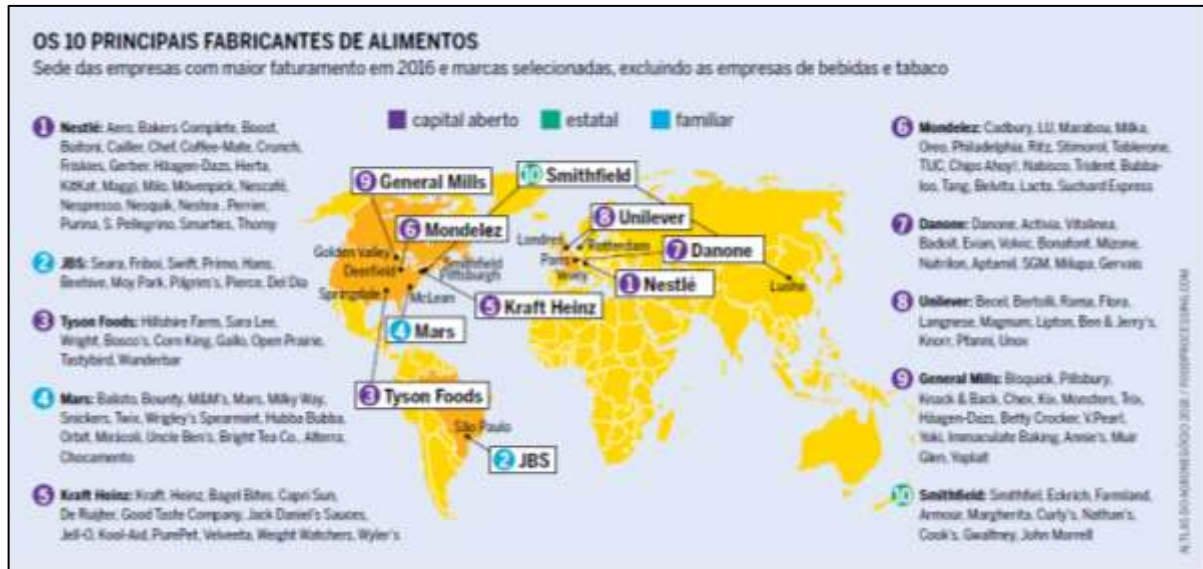 OS 10 PRINCIPAIS FABRICANTES DE ALIMENTOS
Sede das empresas com maior faturamento em 2016 e marcas selecionadas, excluindo as empresas de bebidas e tabaco
capital aberto estatal familiar
1 Nestlé: Aero, Bakers Complete, Boost,
Buitoni, Cailler, Chef, Coffee-Mate, Crunch,
Friskies, Gerber, Häagen-Dazs, Herta,
KitKat, Maggi, Milo, Mövenpick, Nescafé,
Nespresso, Nesquik, Nestea, Perrier,
Purina, S. Pellegrino, Smarties, Thomy
2 JBS: Seara, Friboi, Swift, Primo, Hans,
Beehive, Moy Park, Pilgrim's, Pierce, Del Dia
3 Tyson Foods: Hillshire Farm, Sara Lee,
Wright, Bosco's, Corn King, Gallo, Open Prairie,
Tastybird, Wunderbar
4 Mars: Balisto, Bounty, M&M's, Mars, Milky Way,
Snickers, Twix, Wrigley's Spearmint, Hubba Bubba,
Orbit, Mirácoli, Uncle Ben's, Bright Tea Co., Alterra,
Chocamento
5 Kraft Heinz: Kraft, Heinz, Bagel Bites, Capri Sun,
De Ruijter, Good Taste Company, Jack Daniel's Sauces,
Jell-O, Kool-Aid, PurePet, Velveeta, Weight Watchers, Wyler's
9 General Mills
10 Smithfield
6 Mondelez
8 Unilever
7 Danone
1 Nestlé
5 Kraft Heinz
4 Mars
3 Tyson Foods
2 JBS
Golden Valley
Deerfield
Springdale
Smithfield
Pittsburgh
McLean
São Paulo
Londres
Rotterdam
Paris
Vevey
Luohe
6 Mondelez: Cadbury, LU, Marabou, Milka,
Oreo, Philadelphia, Ritz, Stimorol, Toblerone,
TUC, Chips Ahoy!, Nabisco, Trident, Bubba-
loo, Tang, Belvita, Lacta, Suchard Express
7 Danone: Danone, Activia, Vitalinea,
Badoit, Evian, Volvic, Bonafont, Mizone,
Nutrilon, Aptamil, SGM, Milupa, Gervais
8 Unilever: Becel, Bertolli, Rama, Flora,
Langnese, Magnum, Lipton, Ben & Jerry's,
Knorr, Pfanni, Unox
9 General Mills: Bisquick, Pillsbury,
Knack & Back, Chex, Kix, Monsters, Trix,
Häagen-Dazs, Betty Crocker, V.Pearl,
Yoki, Immaculate Baking, Annie's, Muir
Glen, Yoplait
10 Smithfield: Smithfiel, Eckrich, Farmland,
Armour, Margherita, Curly's, Nathan's,
Cook's, Gwaltney, John Morrell
ATLAS DO AGRONEGÓCIO 2018 / FOODPROCESSING.COM